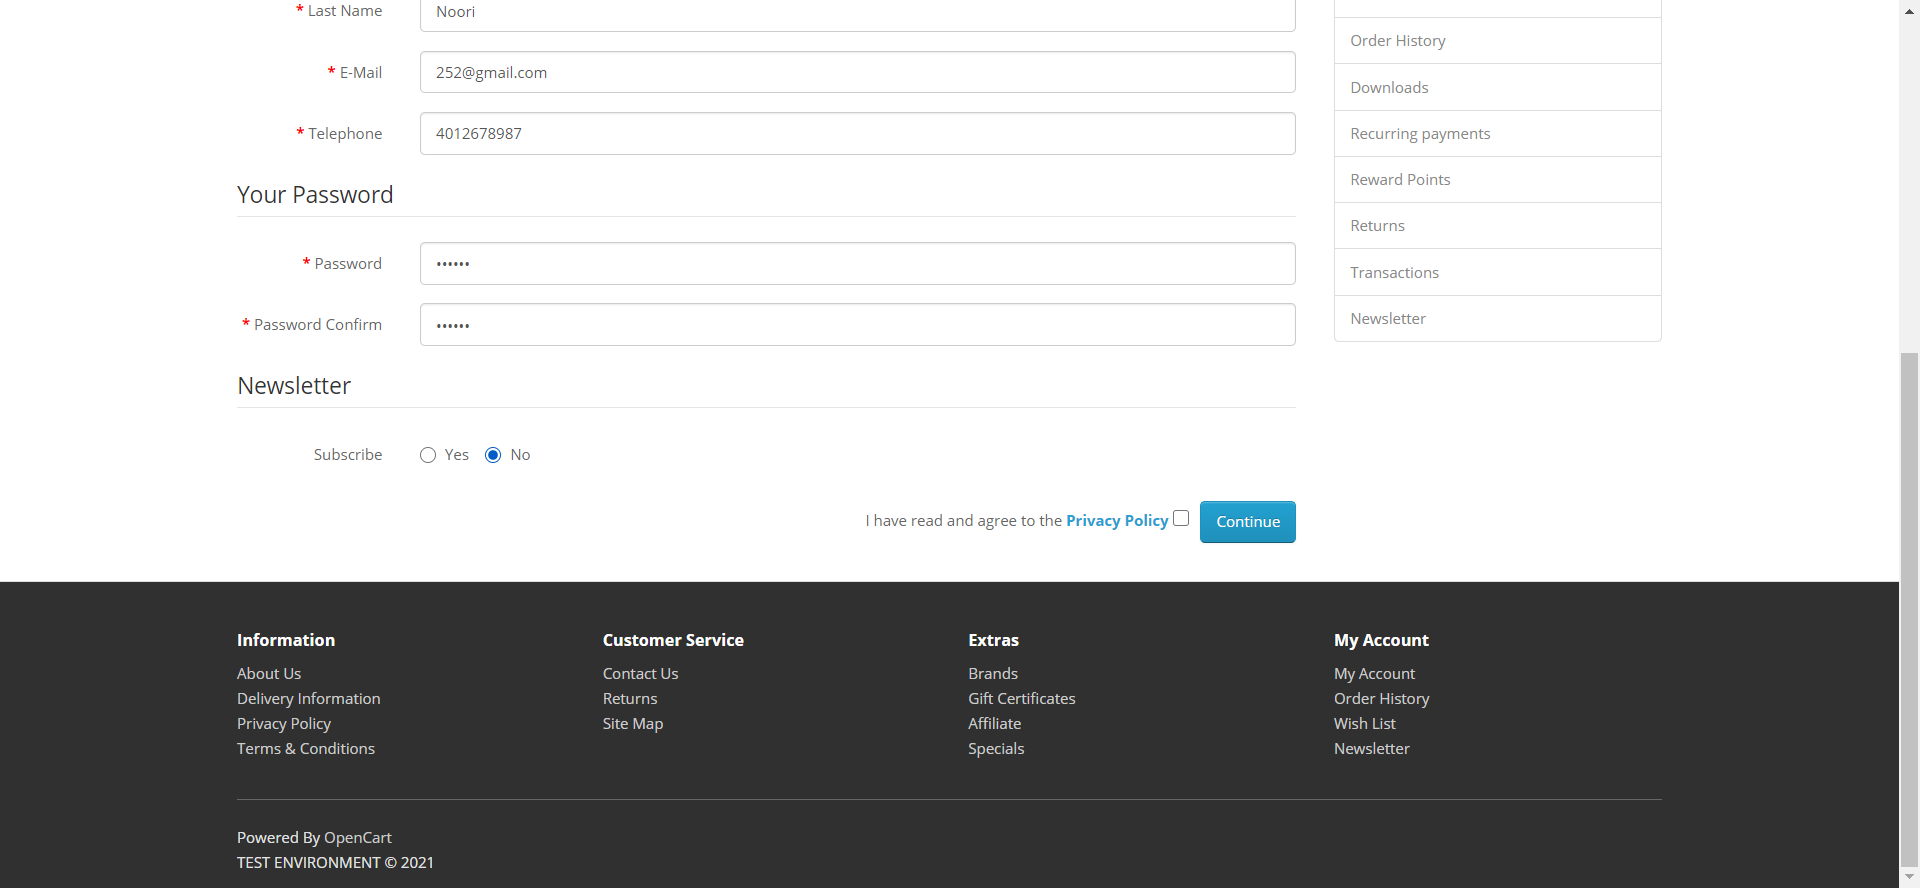 * Last Name
Noori
* E-Mail
252@gmail.com
* Telephone
4012678987
Your Password
* Password
••••••
* Password Confirm
••••••
Newsletter
Subscribe
Yes
No
I have read and agree to the Privacy Policy
Continue
Order History
Downloads
Recurring payments
Reward Points
Returns
Transactions
Newsletter
Information
About Us
Delivery Information
Privacy Policy
Terms & Conditions
Customer Service
Contact Us
Returns
Site Map
Extras
Brands
Gift Certificates
Affiliate
Specials
My Account
My Account
Order History
Wish List
Newsletter
Powered By OpenCart
TEST ENVIRONMENT © 2021